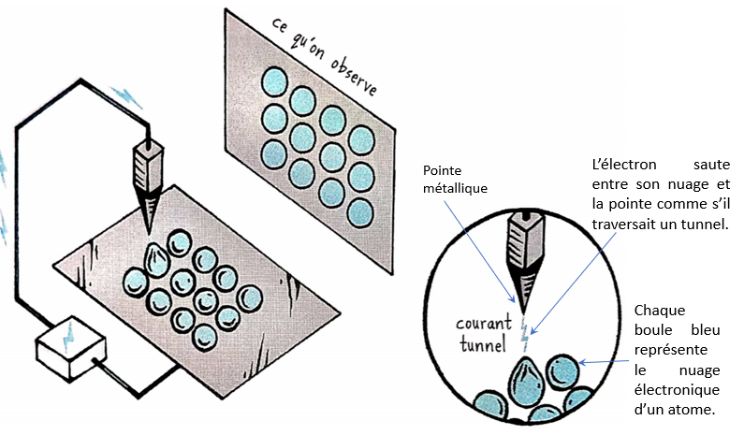 ce qu'on observe
Pointe
métallique
L'électron saute
entre son nuage et
la pointe comme s'il
traversait un tunnel.
courant
tunnel
Chaque
boule bleu
représente
le nuage
électronique
d'un atome.